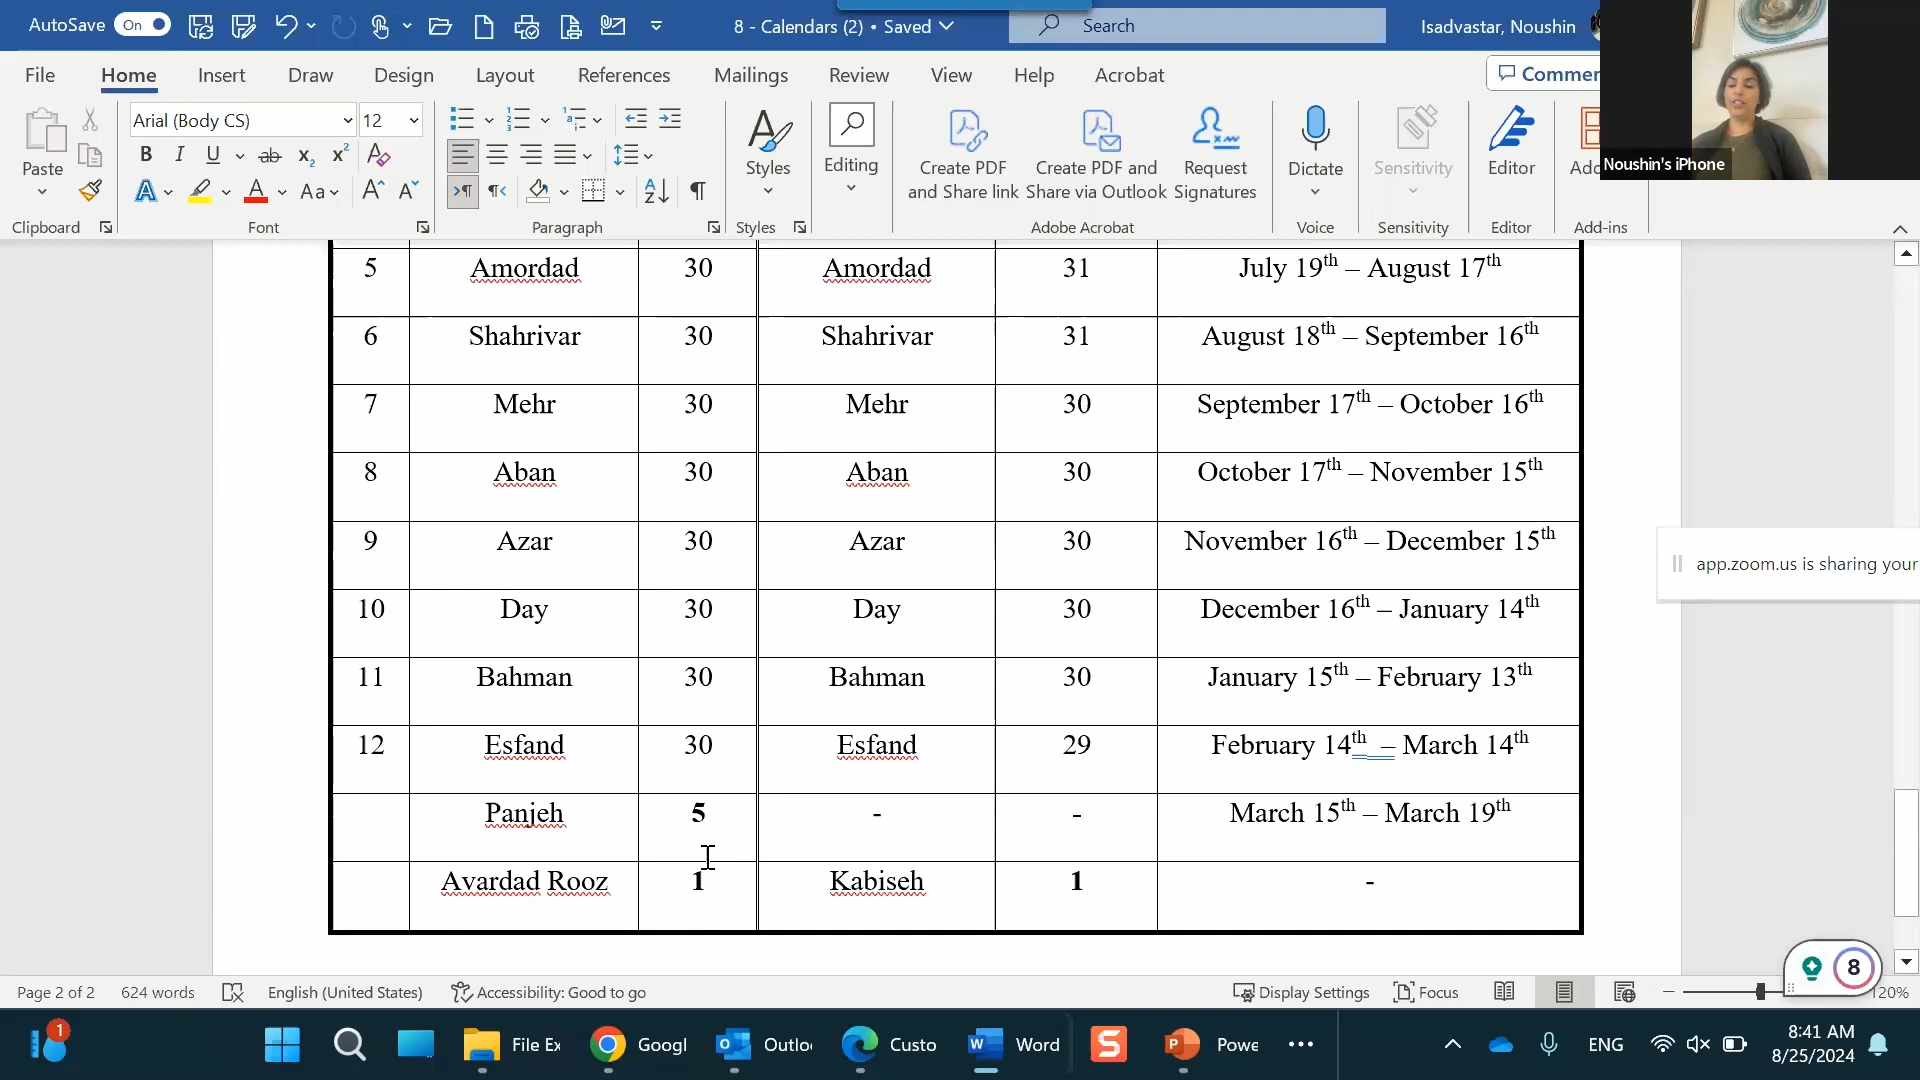 AutoSave On 8 - Calendars (2) • Saved Search Isadvastar, Noushin
File Home Insert Draw Design Layout References Mailings Review View Help Acrobat
Noushin's iPhone
Paste
Clipboard
Arial (Body CS) 12
B I U ab x₂ x² A
A A Aa A A
Font
Paragraph
Styles
Styles
Editing
Create PDF and Share link
Create PDF and Share via Outlook
Request Signatures
Adobe Acrobat
Dictate
Voice
Sensitivity
Sensitivity
Editor
Editor
Add-ins
5 Amordad 30 Amordad 31 July 19th – August 17th
6 Shahrivar 30 Shahrivar 31 August 18th – September 16th
7 Mehr 30 Mehr 30 September 17th – October 16th
8 Aban 30 Aban 30 October 17th – November 15th
9 Azar 30 Azar 30 November 16th – December 15th
10 Day 30 Day 30 December 16th – January 14th
11 Bahman 30 Bahman 30 January 15th – February 13th
12 Esfand 30 Esfand 29 February 14th – March 14th
Panjeh 5 - - March 15th – March 19th
Avardad Rooz 1 Kabiseh 1 -
app.zoom.us is sharing your
8
Page 2 of 2 624 words English (United States) Accessibility: Good to go Display Settings Focus 120%
1 File Ex Googl Outlo Custo Word Powe ENG
8:41 AM
8/25/2024